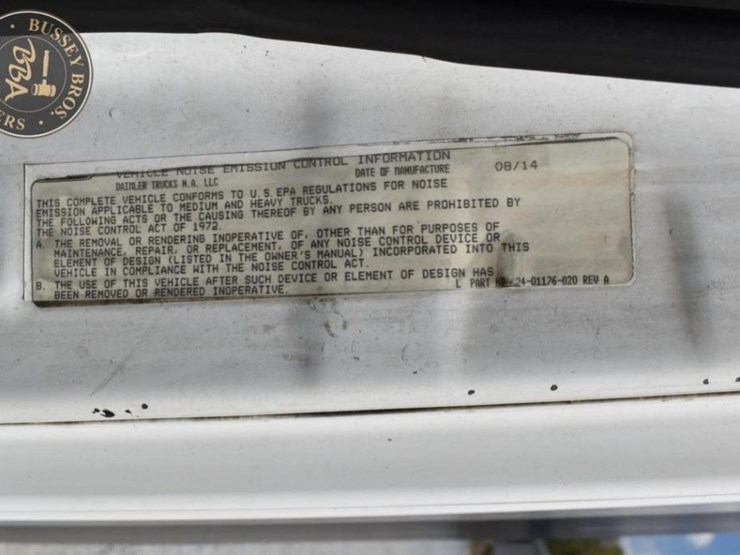 BUSSEY BROS.
BBA
ERS
VEHICLE NOISE EMISSION CONTROL INFORMATION
DAIMLER TRUCKS N.A. LLC DATE OF MANUFACTURE 08/14
THIS COMPLETE VEHICLE CONFORMS TO U.S.EPA REGULATIONS FOR NOISE
EMISSION APPLICABLE TO MEDIUM AND HEAVY TRUCKS.
THE FOLLOWING ACTS OR THE CAUSING THEREOF BY ANY PERSON ARE PROHIBITED BY
THE NOISE CONTROL ACT OF 1972.
A. THE REMOVAL OR RENDERING INOPERATIVE OF, OTHER THAN FOR PURPOSES OF
MAINTENANCE, REPAIR, OR REPLACEMENT, OF ANY NOISE CONTROL DEVICE OR
ELEMENT OF DESIGN (LISTED IN THE OWNER'S MANUAL) INCORPORATED INTO THIS
VEHICLE IN COMPLIANCE WITH THE NOISE CONTROL ACT.
B. THE USE OF THIS VEHICLE AFTER SUCH DEVICE OR ELEMENT OF DESIGN HAS
BEEN REMOVED OR RENDERED INOPERATIVE.
L PART 24-01176-020 REV A